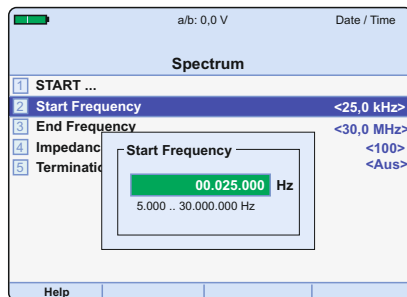 a/b: 0,0 V Date / Time
Spectrum
1 START ...
2 Start Frequency <25,0 kHz>
3 End Frequency <30,0 MHz>
4 Impedanc <100>
5 Terminatio <Aus>
Start Frequency
00.025.000 Hz
5.000 .. 30.000.000 Hz
Help